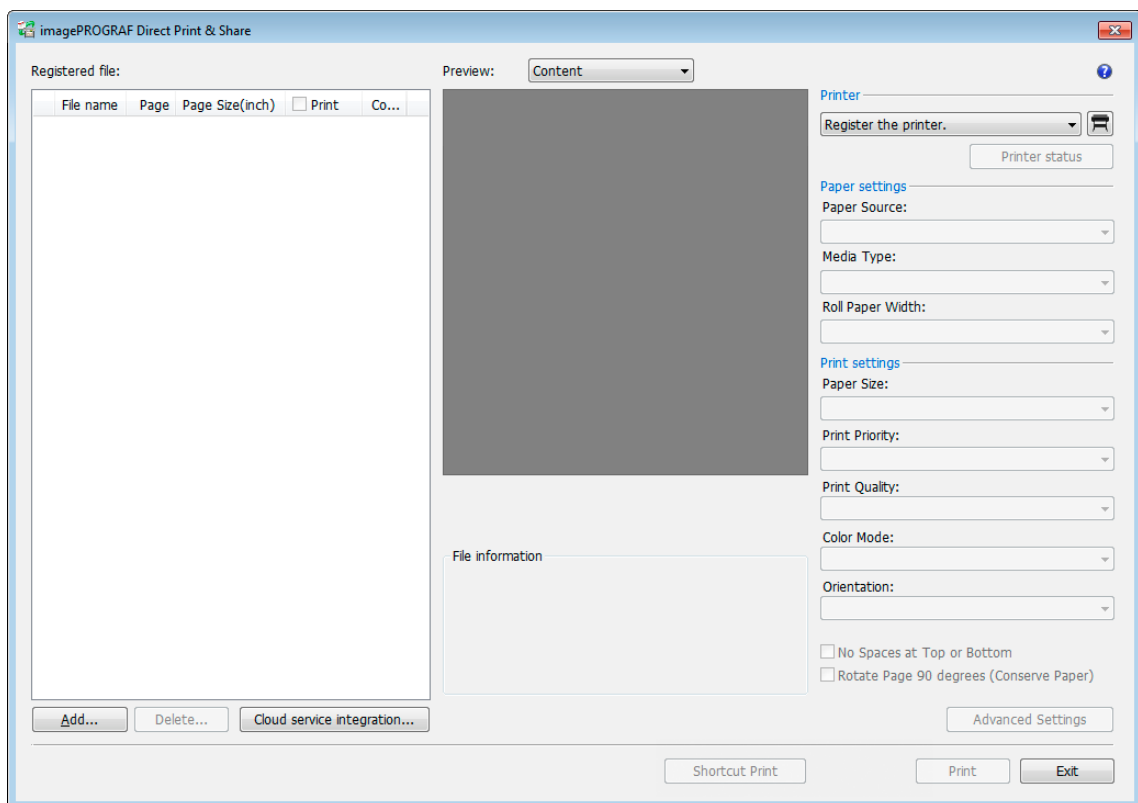 imagePROGRAF Direct Print & Share
Registered file:
File name Page Page Size(inch) Print Co...
Add... Delete... Cloud service integration...
Preview: Content
File information
Printer
Register the printer.
Printer status
Paper settings
Paper Source:
Media Type:
Roll Paper Width:
Print settings
Paper Size:
Print Priority:
Print Quality:
Color Mode:
Orientation:
No Spaces at Top or Bottom
Rotate Page 90 degrees (Conserve Paper)
Advanced Settings
Shortcut Print Print Exit